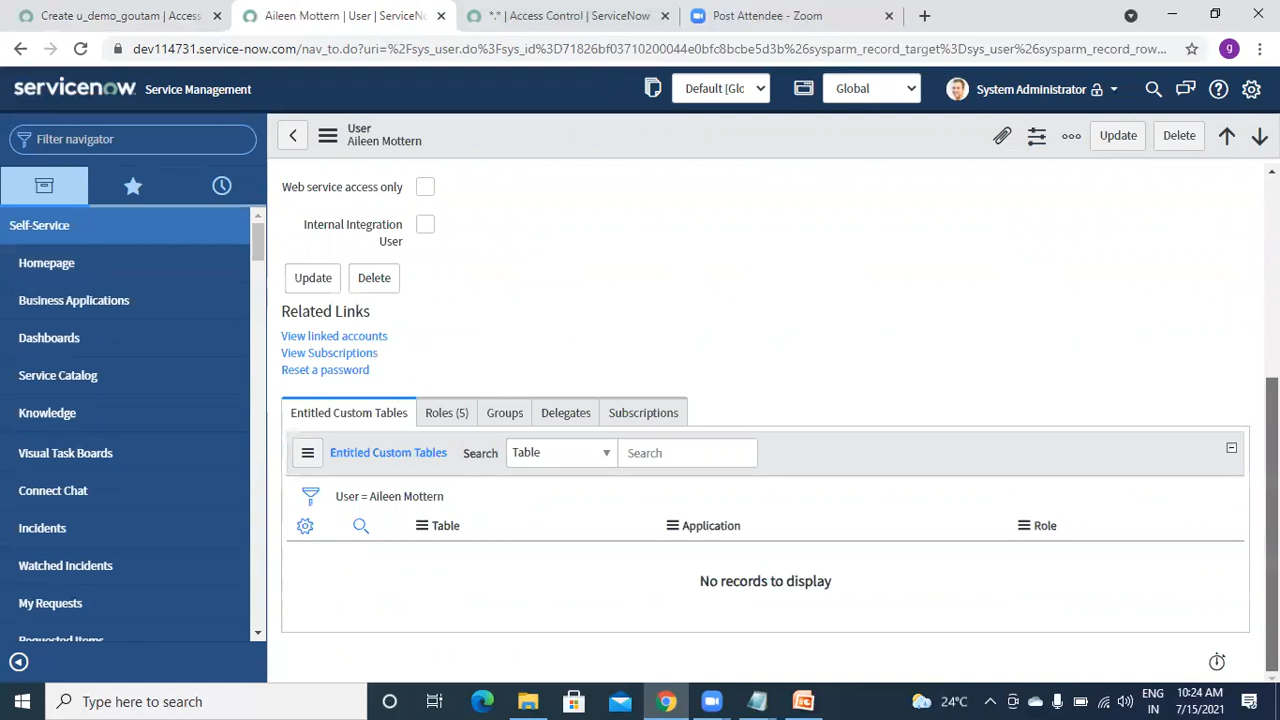 Create u_demo_goutam | Access
Aileen Mottern | User | ServiceN
*.* | Access Control | ServiceNow
Post Attendee - Zoom
dev114731.service-now.com/nav_to.do?uri=%2Fsys_user.do%3Fsys_id%3D71826bf03710200044e0bfc8bcbe5d3b%26sysparm_record_target%3Dsys_user%26sysparm_record_row...
g
servicenow Service Management
Default [Glo
Global
System Administrator
Filter navigator
User
Aileen Mottern
Update
Delete
Self-Service
Homepage
Business Applications
Dashboards
Service Catalog
Knowledge
Visual Task Boards
Connect Chat
Incidents
Watched Incidents
My Requests
Requested Items
Web service access only
Internal Integration
User
Update
Delete
Related Links
View linked accounts
View Subscriptions
Reset a password
Entitled Custom Tables
Roles (5)
Groups
Delegates
Subscriptions
Entitled Custom Tables
Search
Table
Search
User = Aileen Mottern
Table
Application
Role
No records to display
Type here to search
24°C
ENG
IN
10:24 AM
7/15/2021